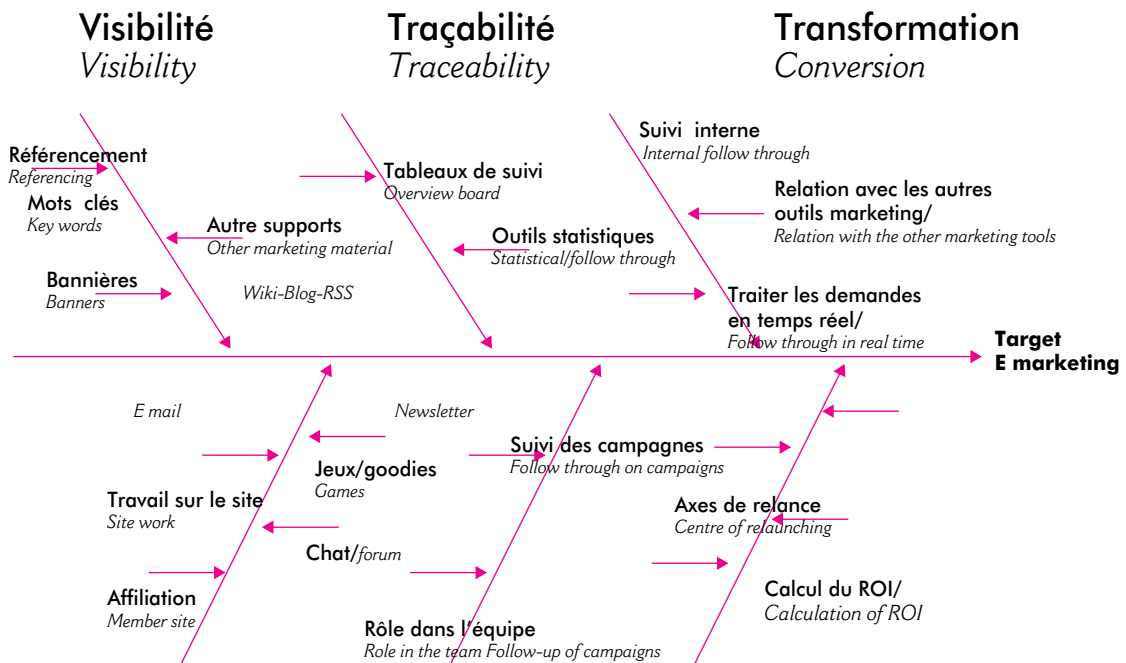 Visibilité
Visibility
Traçabilité
Traceability
Transformation
Conversion
Référencement
Referencing
Mots clés
Key words
Bannières
Banners
Autre supports
Other marketing material
Wiki-Blog-RSS
Tableaux de suivi
Overview board
Outils statistiques
Statistical/follow through
Suivi interne
Internal follow through
Relation avec les autres
outils marketing/
Relation with the other marketing tools
Traiter les demandes
en temps réel/
Follow through in real time
Target
E marketing
E mail
Newsletter
Jeux/goodies
Games
Travail sur le site
Site work
Chat/forum
Affiliation
Member site
Suivi des campagnes
Follow through on campaigns
Rôle dans l'équipe
Role in the team Follow-up of campaigns
Axes de relance
Centre of relaunching
Calcul du ROI/
Calculation of ROI